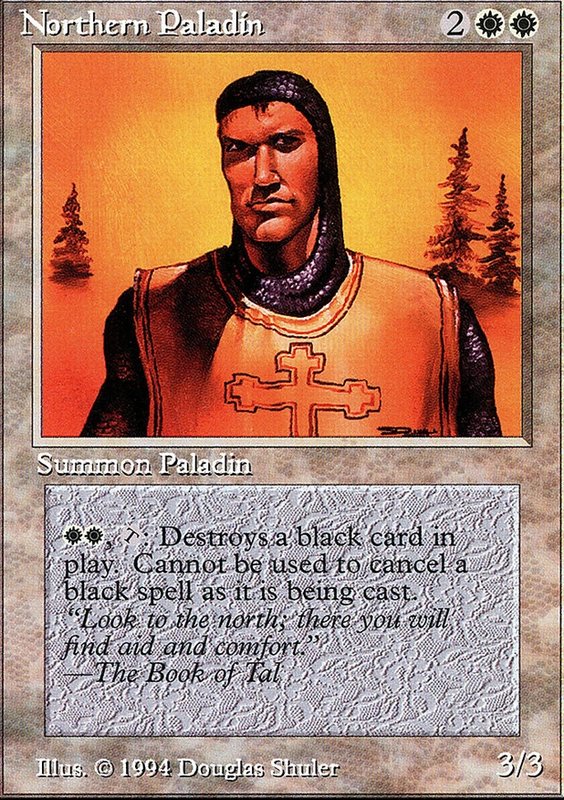 Northern Paladin 2
Summon Paladin
, T: Destroys a black card in
play. Cannot be used to cancel a
black spell as it is being cast.
“Look to the north; there you will
find aid and comfort.”
—The Book of Tal
Illus. © 1994 Douglas Shuler 3/3